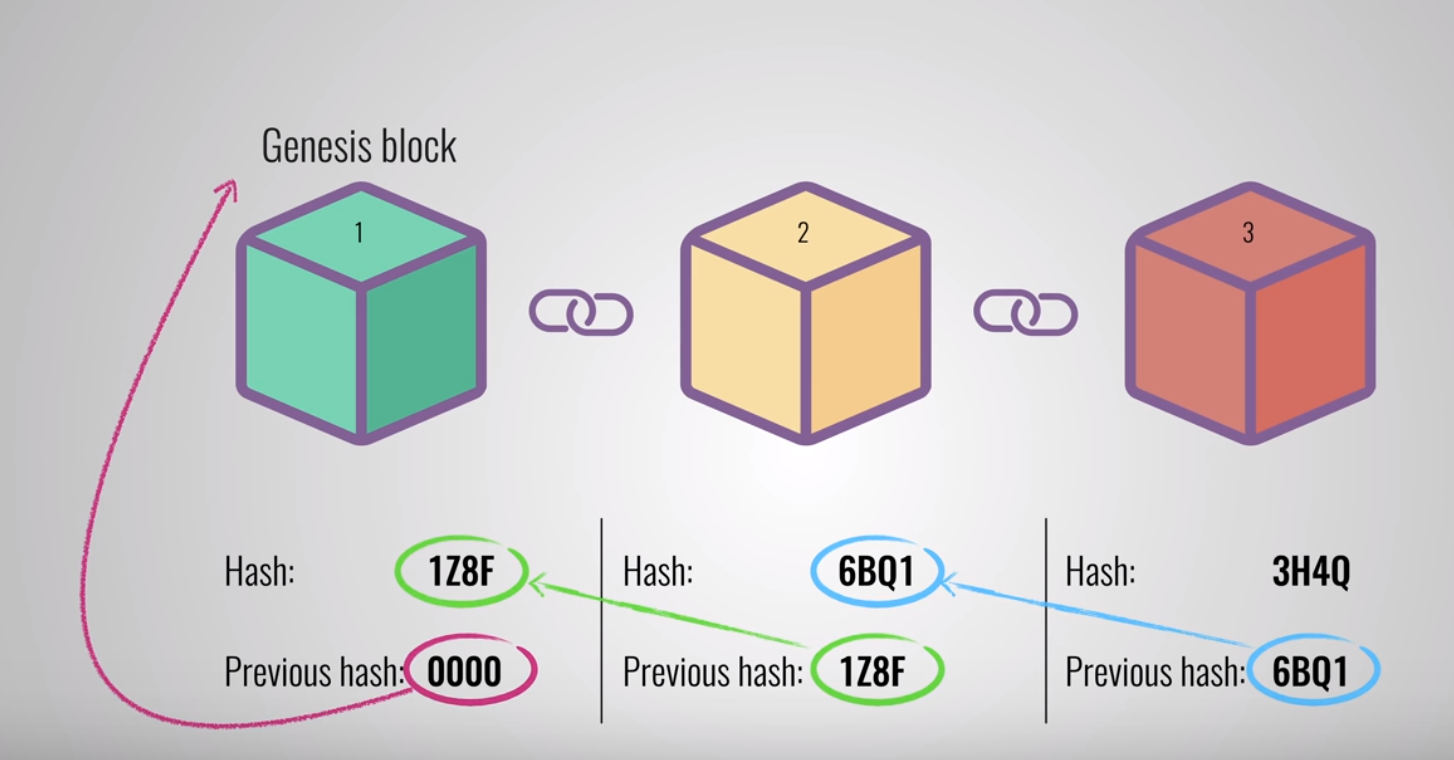 Genesis block
1
2
3
Hash: 1Z8F
Previous hash: 0000
Hash: 6BQ1
Previous hash: 1Z8F
Hash: 3H4Q
Previous hash: 6BQ1